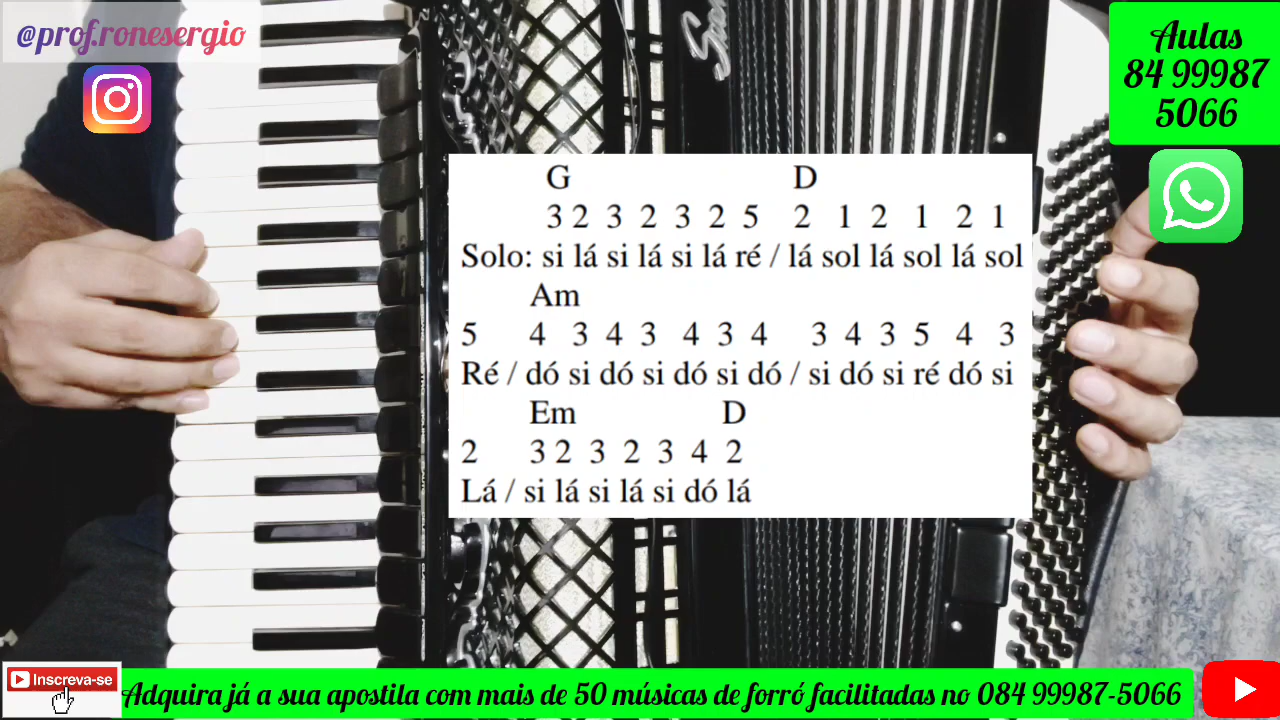 @prof.ronesergio
Aulas
84 99987
5066
G D
3 2 3 2 3 2 5 2 1 2 1 2 1
Solo: si lá si lá si lá ré / lá sol lá sol lá sol
Am
5 4 3 4 3 4 3 4 3 4 3 5 4 3
Ré / dó si dó si dó si dó / si dó si ré dó si
Em D
2 3 2 3 2 3 4 2
Lá / si lá si lá si dó lá
Inscreva-se
Adquira já a sua apostila com mais de 50 músicas de forró facilitadas no 084 99987-5066